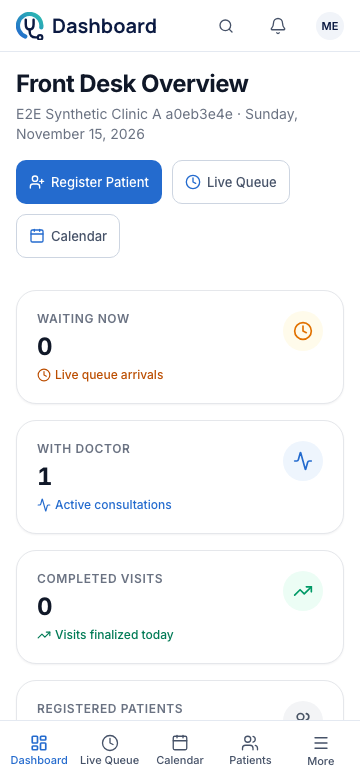 Dashboard
ME
Front Desk Overview
E2E Synthetic Clinic A a0eb3e4e · Sunday,
November 15, 2026
Register Patient
Live Queue
Calendar
WAITING NOW
0
Live queue arrivals
WITH DOCTOR
1
Active consultations
COMPLETED VISITS
0
Visits finalized today
REGISTERED PATIENTS
Dashboard
Live Queue
Calendar
Patients
More